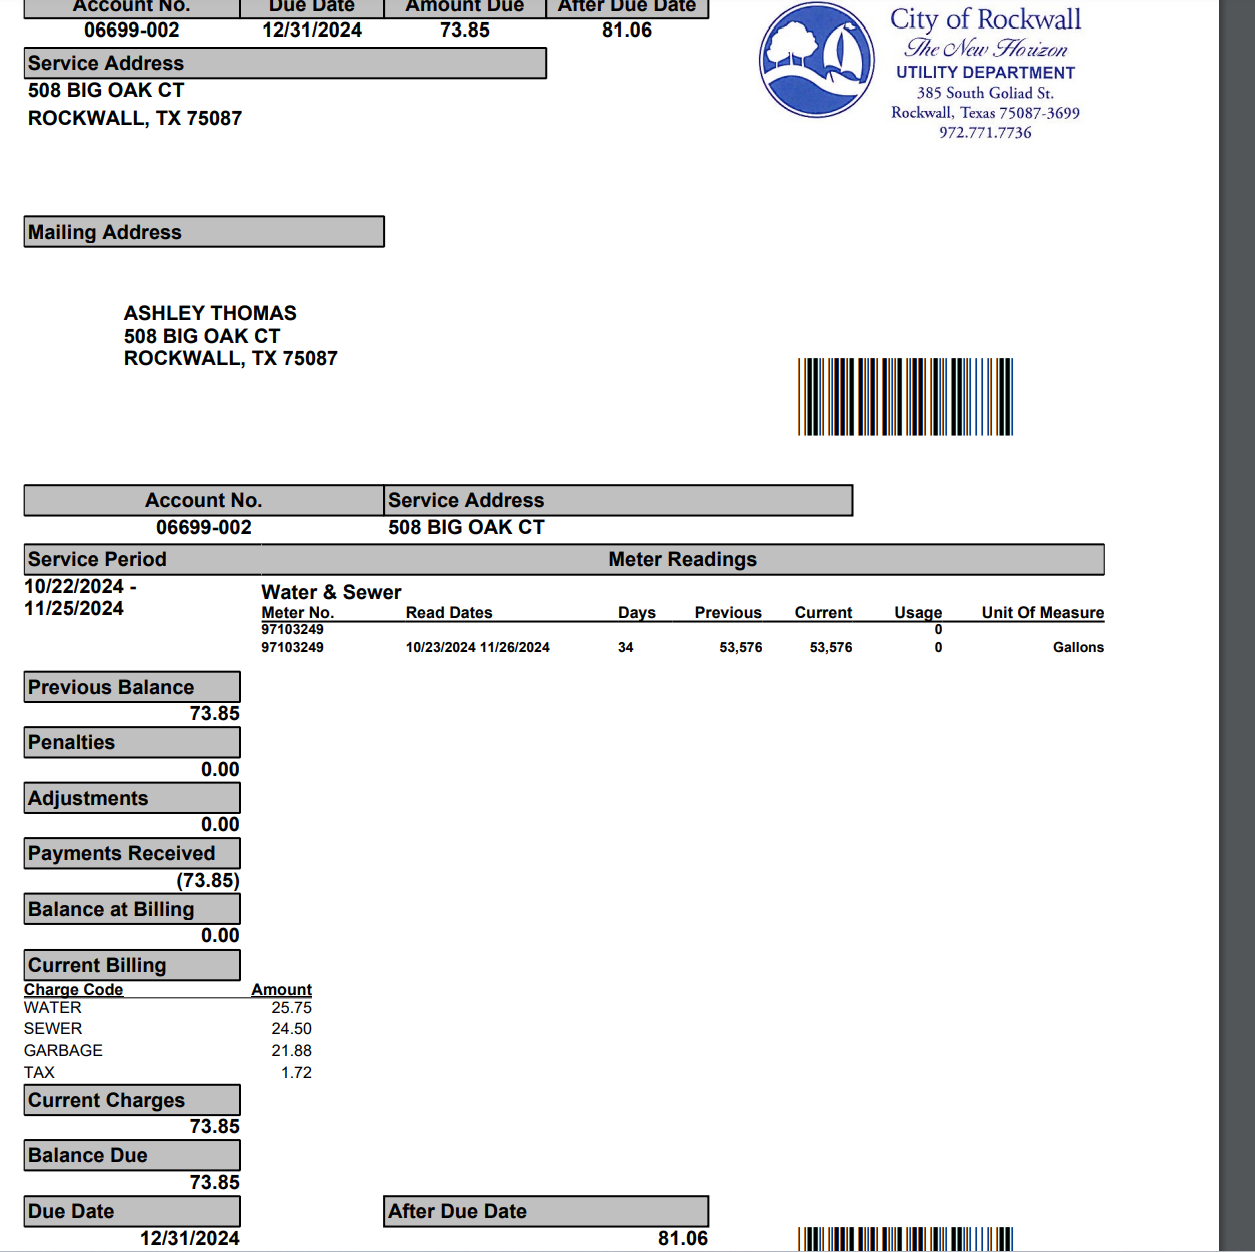 Account No. Due Date Amount Due After Due Date
06699-002 12/31/2024 73.85 81.06
Service Address
508 BIG OAK CT
ROCKWALL, TX 75087
City of Rockwall
The New Horizon
UTILITY DEPARTMENT
385 South Goliad St.
Rockwall, Texas 75087-3699
972.771.7736
Mailing Address
ASHLEY THOMAS
508 BIG OAK CT
ROCKWALL, TX 75087
Account No. Service Address
06699-002 508 BIG OAK CT
Service Period Meter Readings
10/22/2024 -
11/25/2024
Water & Sewer
Meter No. Read Dates Days Previous Current Usage Unit Of Measure
97103249 0
97103249 10/23/2024 11/26/2024 34 53,576 53,576 0 Gallons
Previous Balance
73.85
Penalties
0.00
Adjustments
0.00
Payments Received
(73.85)
Balance at Billing
0.00
Current Billing
Charge Code Amount
WATER 25.75
SEWER 24.50
GARBAGE 21.88
TAX 1.72
Current Charges
73.85
Balance Due
73.85
Due Date After Due Date
12/31/2024 81.06